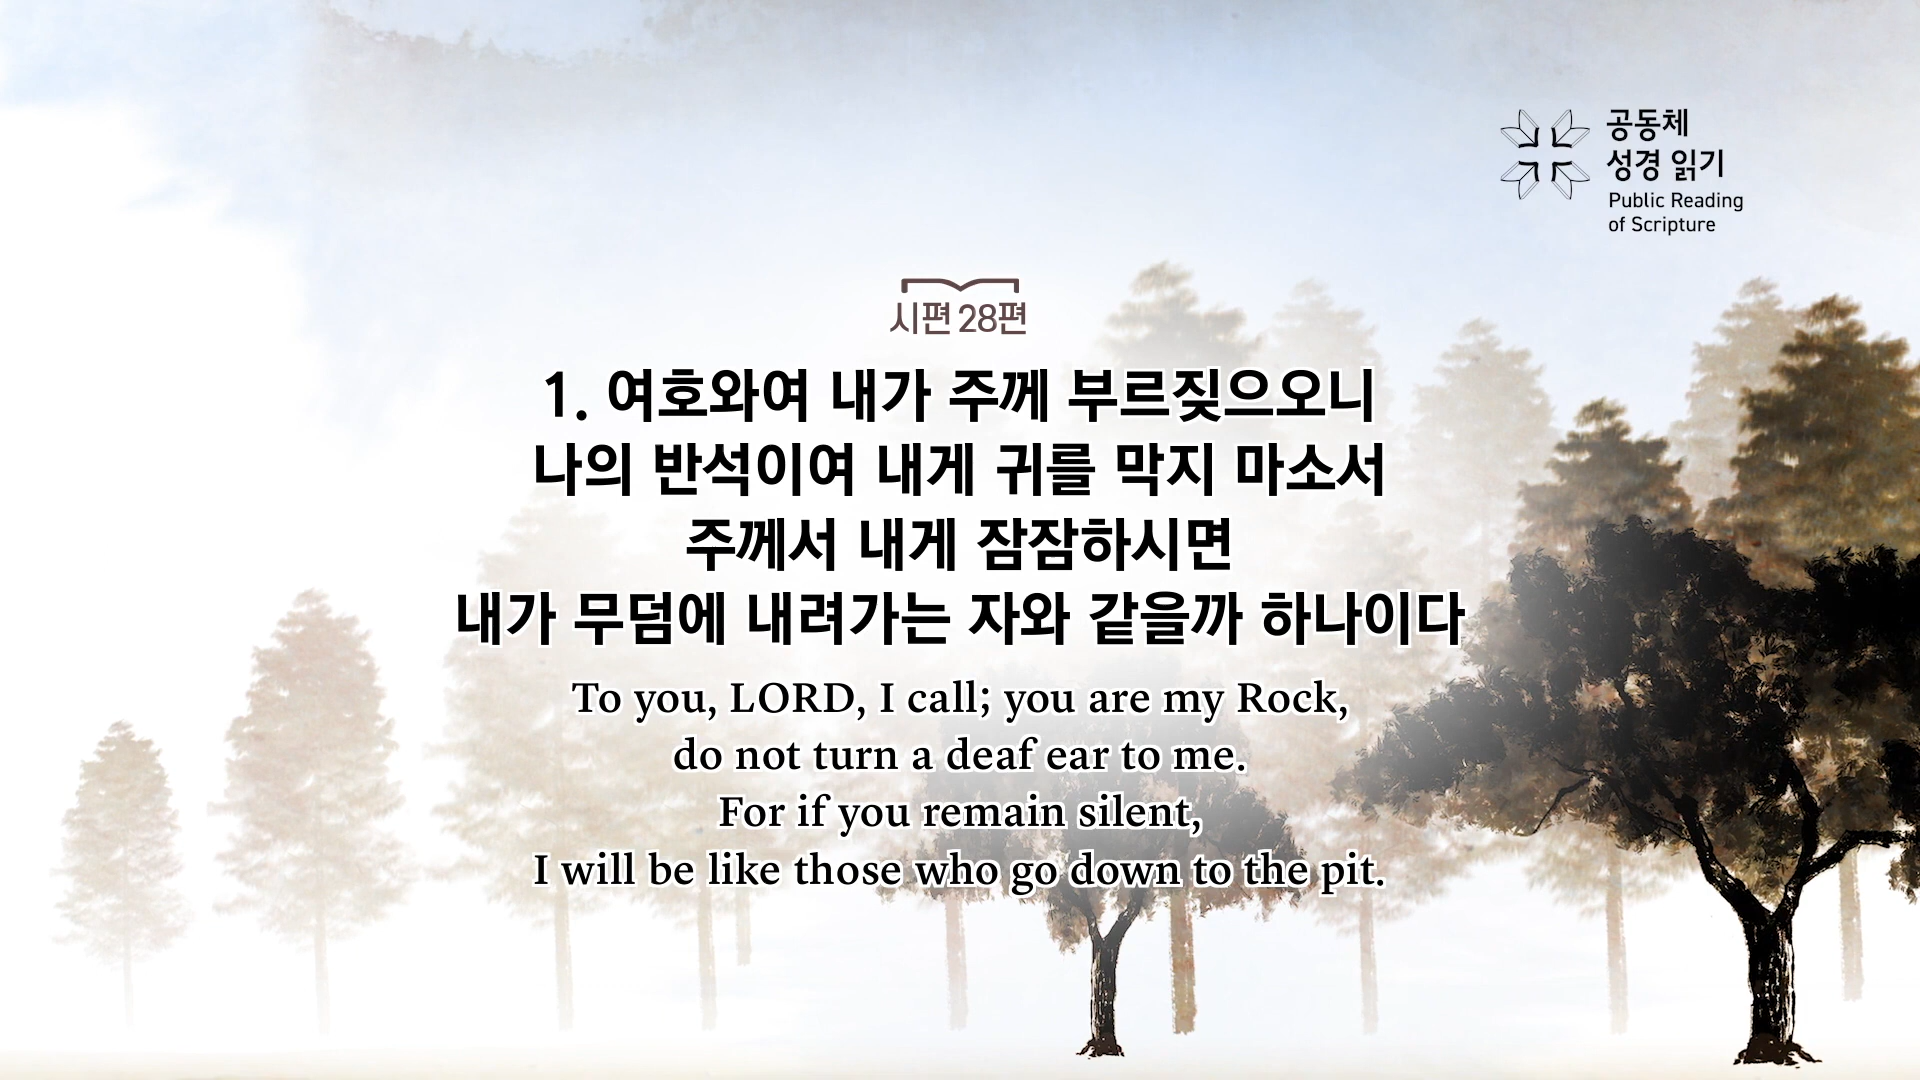 공동체
성경 읽기
Public Reading
of Scripture
시편 28편
1. 여호와여 내가 주께 부르짖으오니
나의 반석이여 내게 귀를 막지 마소서
주께서 내게 잠잠하시면
내가 무덤에 내려가는 자와 같을까 하나이다
To you, LORD, I call; you are my Rock,
do not turn a deaf ear to me.
For if you remain silent,
I will be like those who go down to the pit.